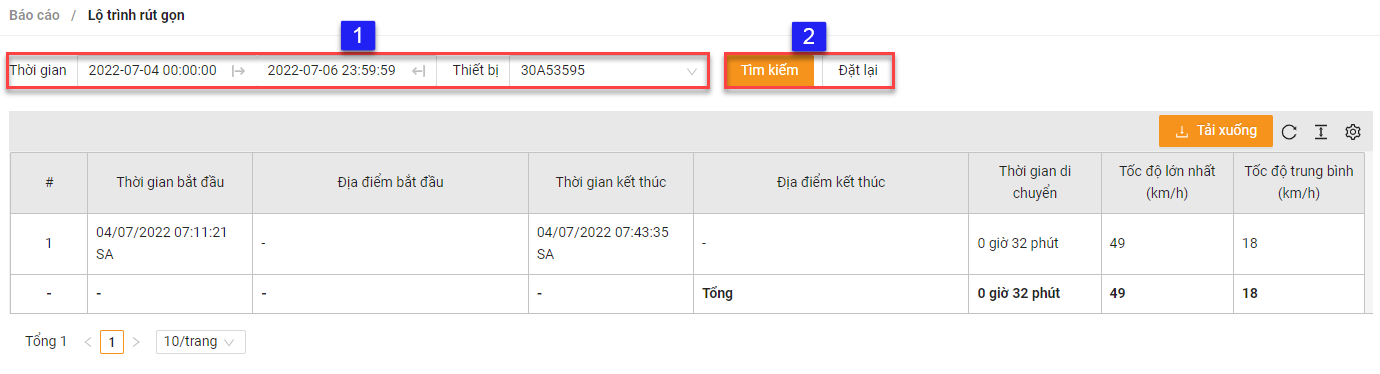 Báo cáo / Lộ trình rút gọn
1
2
Thời gian 2022-07-04 00:00:00 2022-07-06 23:59:59 Thiết bị 30A53595 Tìm kiếm Đặt lại
Tải xuống
# Thời gian bắt đầu Địa điểm bắt đầu Thời gian kết thúc Địa điểm kết thúc Thời gian di chuyển Tốc độ lớn nhất (km/h) Tốc độ trung bình (km/h)
1 04/07/2022 07:11:21 SA - 04/07/2022 07:43:35 SA - 0 giờ 32 phút 49 18
- - - - Tổng 0 giờ 32 phút 49 18
Tổng 1 < 1 > 10/trang